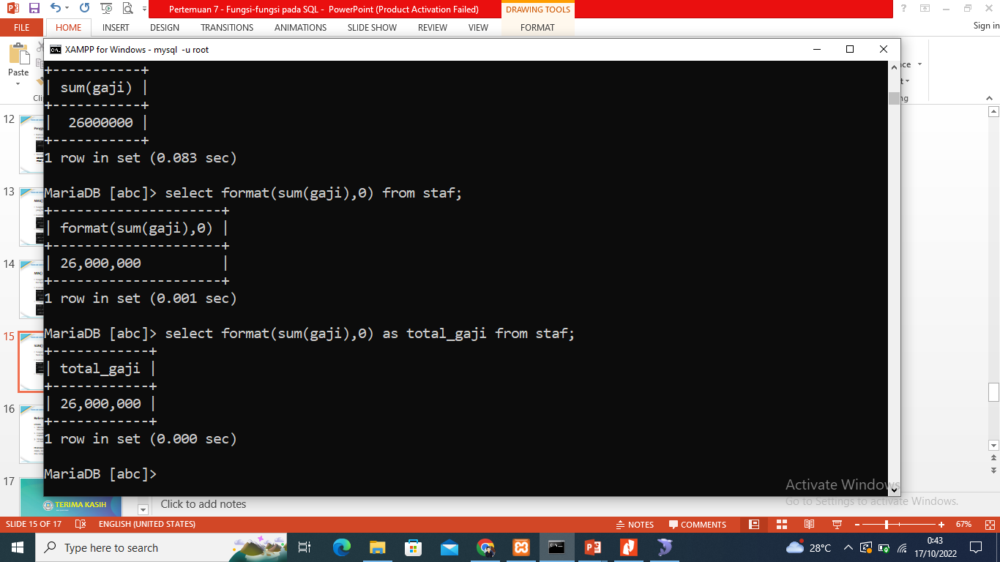 Pertemuan 7 - Fungsi-fungsi pada SQL - PowerPoint (Product Activation Failed)
DRAWING TOOLS
FILE HOME INSERT DESIGN TRANSITIONS ANIMATIONS SLIDE SHOW REVIEW VIEW FORMAT
Sign in
XAMPP for Windows - mysql -u root
Paste
+-----------+
| sum(gaji) |
+-----------+
|  26000000 |
+-----------+
1 row in set (0.083 sec)
MariaDB [abc]> select format(sum(gaji),0) from staf;
+---------------------+
| format(sum(gaji),0) |
+---------------------+
| 26,000,000          |
+---------------------+
1 row in set (0.001 sec)
MariaDB [abc]> select format(sum(gaji),0) as total_gaji from staf;
+------------+
| total_gaji |
+------------+
| 26,000,000 |
+------------+
1 row in set (0.000 sec)
MariaDB [abc]>
12
13
MAX()
14
MIN()
15
16
17
TERIMA KASIH
Activate Windows
Go to Settings to activate Windows.
Click to add notes
SLIDE 15 OF 17 ENGLISH (UNITED STATES) NOTES COMMENTS 67%
Type here to search
28°C
0:43
17/10/2022